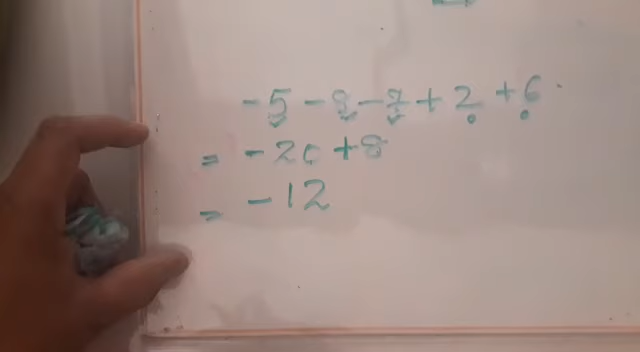 -5 -8 -7 +2 +6
= -20 +8
= -12